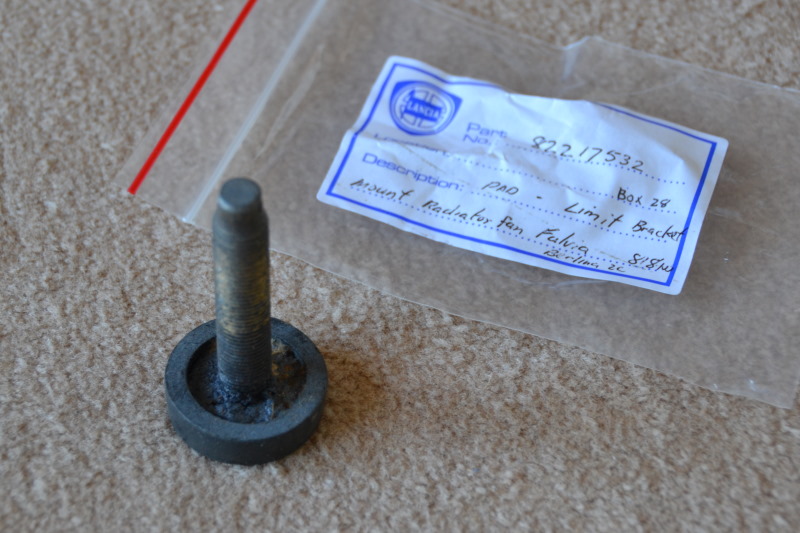 LANCIA
Part No. 82217532
Box 28
Description: PAD - Limit Bracket
Mount Radiator Fan Fulvia
Berlina 2C